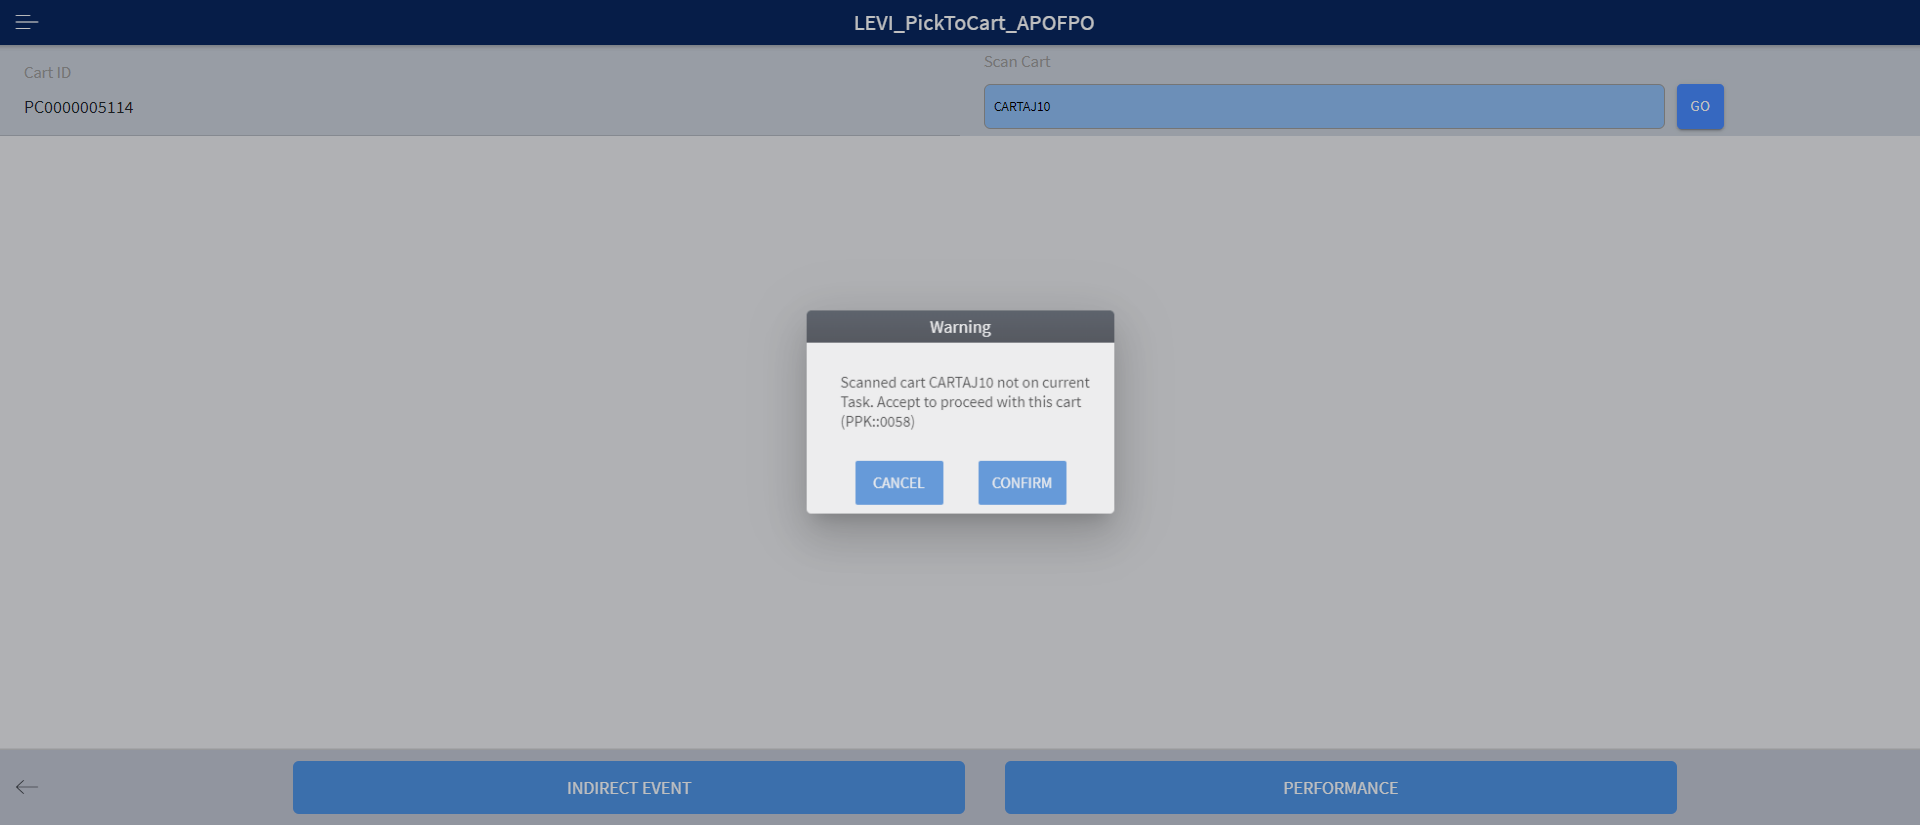 LEVI_PickToCart_APOFPO
Cart ID
PC0000005114
Scan Cart
CARTAJ10
GO
Warning
Scanned cart CARTAJ10 not on current
Task. Accept to proceed with this cart
(PPK::0058)
CANCEL
CONFIRM
INDIRECT EVENT
PERFORMANCE